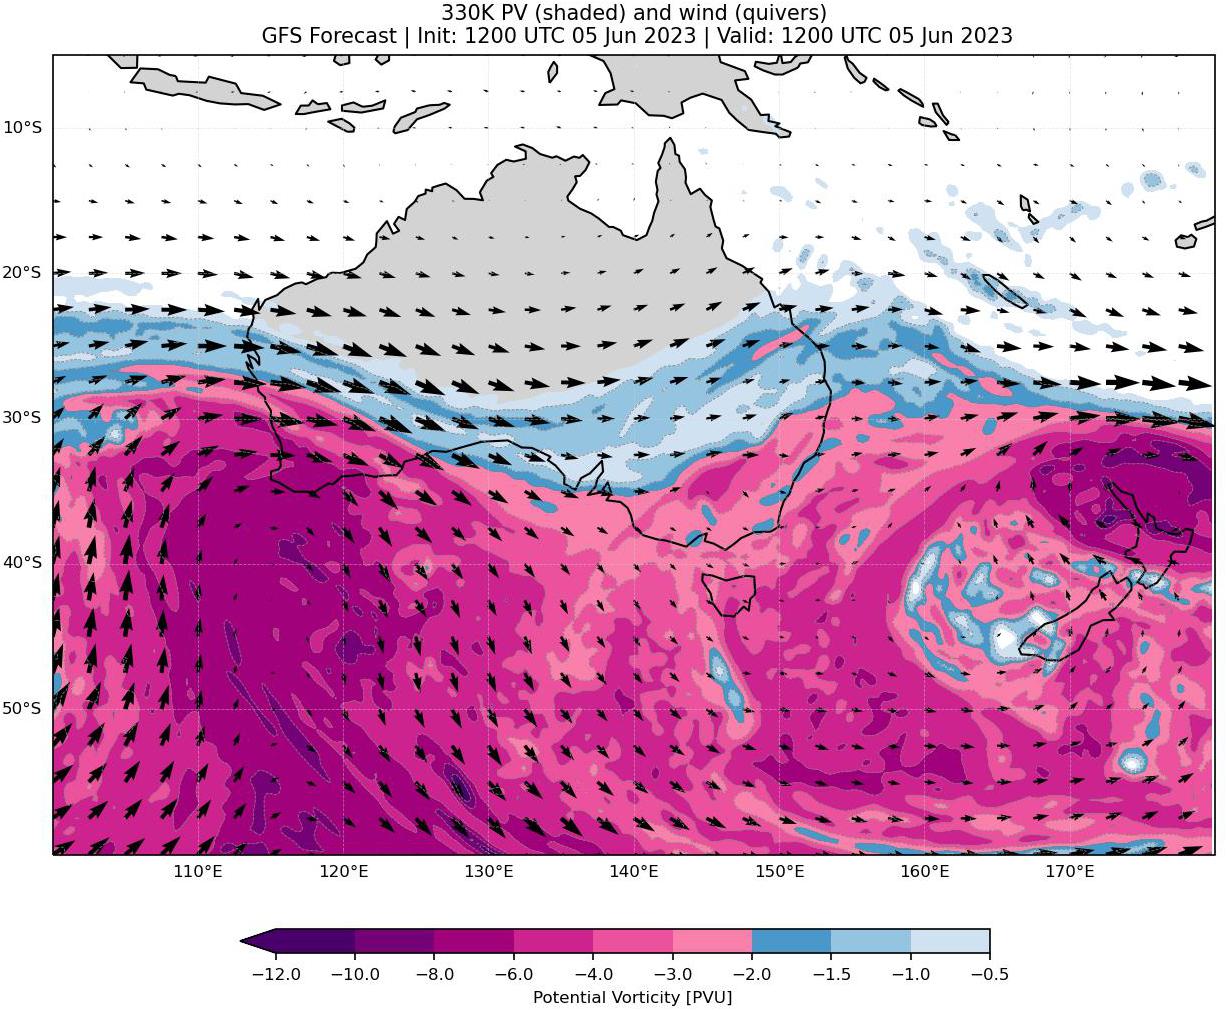 330K PV (shaded) and wind (quivers)
GFS Forecast | Init: 1200 UTC 05 Jun 2023 | Valid: 1200 UTC 05 Jun 2023
10°S
20°S
30°S
40°S
50°S
110°E 120°E 130°E 140°E 150°E 160°E 170°E
−12.0 −10.0 −8.0 −6.0 −4.0 −3.0 −2.0 −1.5 −1.0 −0.5
Potential Vorticity [PVU]